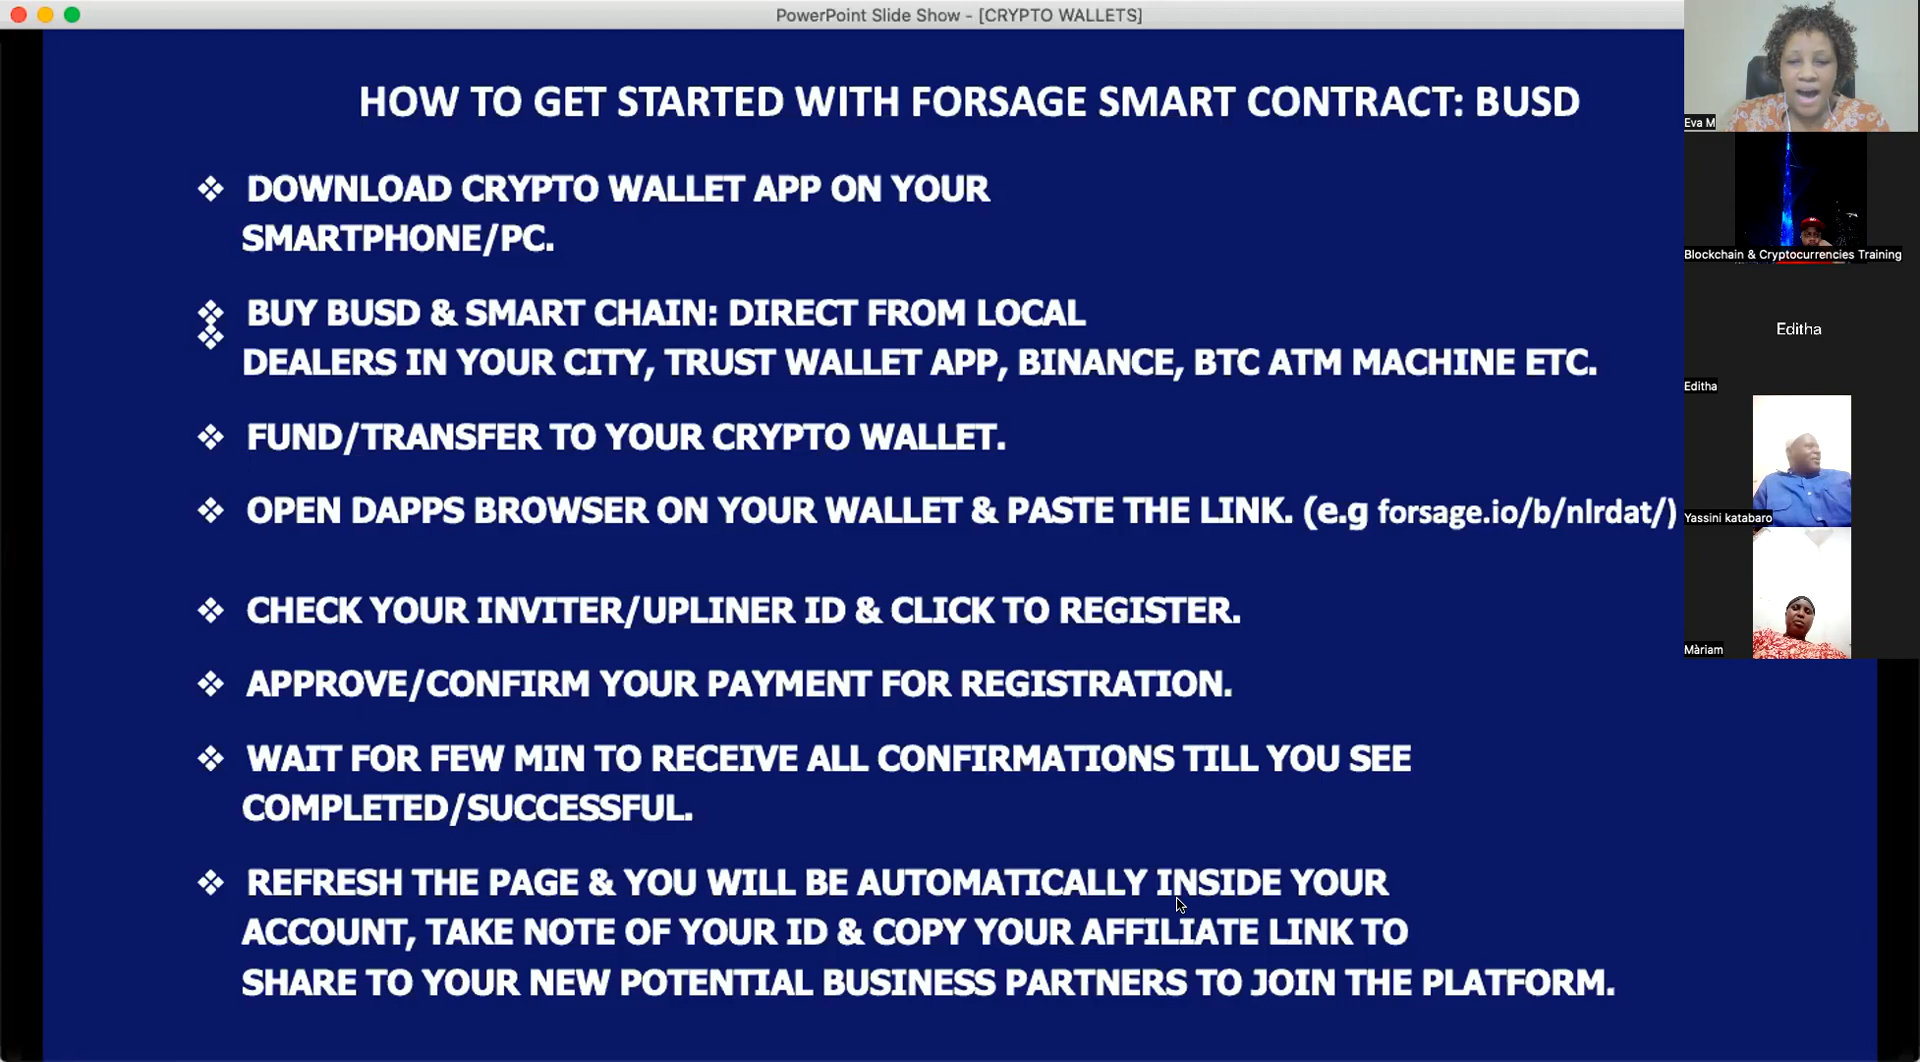 PowerPoint Slide Show - [CRYPTO WALLETS]
HOW TO GET STARTED WITH FORSAGE SMART CONTRACT: BUSD
❖ DOWNLOAD CRYPTO WALLET APP ON YOUR
SMARTPHONE/PC.
❖ BUY BUSD & SMART CHAIN: DIRECT FROM LOCAL
❖
DEALERS IN YOUR CITY, TRUST WALLET APP, BINANCE, BTC ATM MACHINE ETC.
❖ FUND/TRANSFER TO YOUR CRYPTO WALLET.
❖ OPEN DAPPS BROWSER ON YOUR WALLET & PASTE THE LINK. (e.g forsage.io/b/nlrdat/)
❖ CHECK YOUR INVITER/UPLINER ID & CLICK TO REGISTER.
❖ APPROVE/CONFIRM YOUR PAYMENT FOR REGISTRATION.
❖ WAIT FOR FEW MIN TO RECEIVE ALL CONFIRMATIONS TILL YOU SEE
COMPLETED/SUCCESSFUL.
❖ REFRESH THE PAGE & YOU WILL BE AUTOMATICALLY INSIDE YOUR
ACCOUNT, TAKE NOTE OF YOUR ID & COPY YOUR AFFILIATE LINK TO
SHARE TO YOUR NEW POTENTIAL BUSINESS PARTNERS TO JOIN THE PLATFORM.
Eva M
Blockchain & Cryptocurrencies Training
Editha
Editha
Yassini katabaro
Màriam